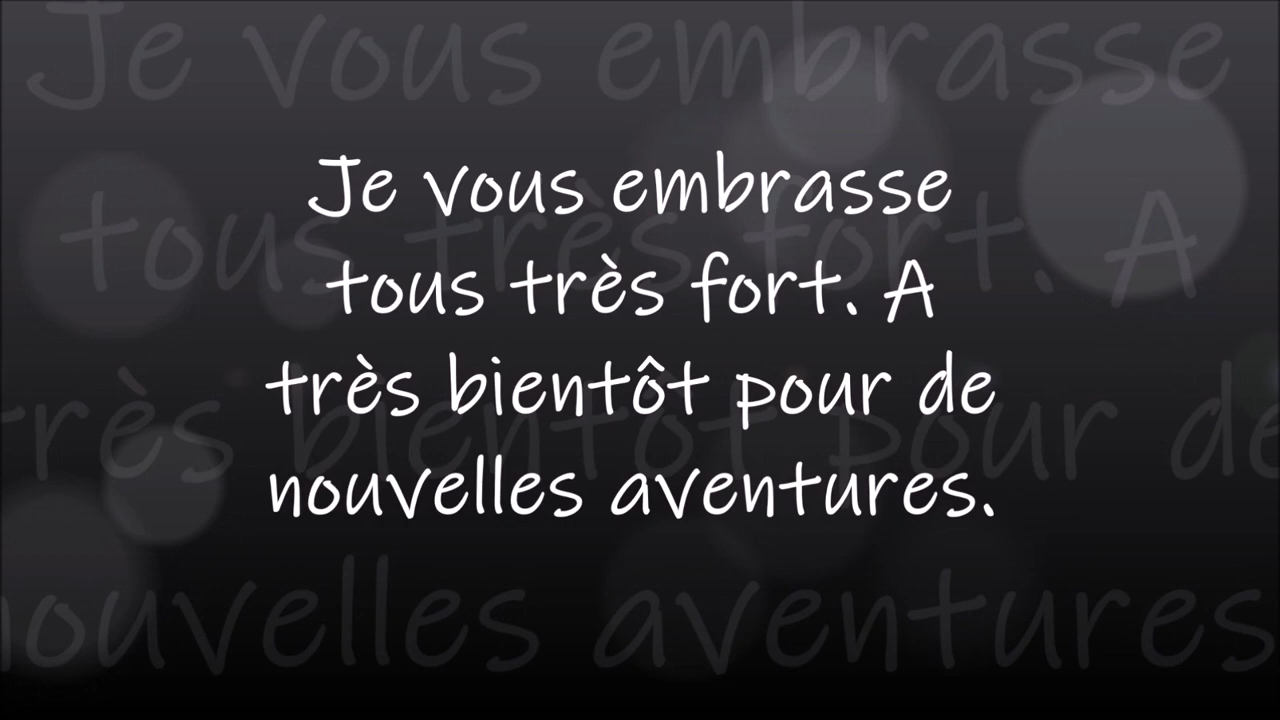 Je vous embrasse
tous très fort. A
très bientôt pour de
nouvelles aventures.